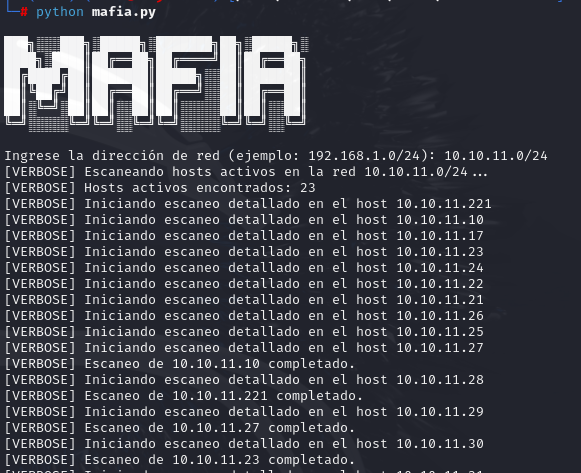 # python mafia.py
MAFIA
Ingrese la dirección de red (ejemplo: 192.168.1.0/24): 10.10.11.0/24
[VERBOSE] Escaneando hosts activos en la red 10.10.11.0/24...
[VERBOSE] Hosts activos encontrados: 23
[VERBOSE] Iniciando escaneo detallado en el host 10.10.11.221
[VERBOSE] Iniciando escaneo detallado en el host 10.10.11.10
[VERBOSE] Iniciando escaneo detallado en el host 10.10.11.17
[VERBOSE] Iniciando escaneo detallado en el host 10.10.11.23
[VERBOSE] Iniciando escaneo detallado en el host 10.10.11.24
[VERBOSE] Iniciando escaneo detallado en el host 10.10.11.22
[VERBOSE] Iniciando escaneo detallado en el host 10.10.11.21
[VERBOSE] Iniciando escaneo detallado en el host 10.10.11.26
[VERBOSE] Iniciando escaneo detallado en el host 10.10.11.25
[VERBOSE] Iniciando escaneo detallado en el host 10.10.11.27
[VERBOSE] Escaneo de 10.10.11.10 completado.
[VERBOSE] Iniciando escaneo detallado en el host 10.10.11.28
[VERBOSE] Escaneo de 10.10.11.221 completado.
[VERBOSE] Iniciando escaneo detallado en el host 10.10.11.29
[VERBOSE] Escaneo de 10.10.11.27 completado.
[VERBOSE] Iniciando escaneo detallado en el host 10.10.11.30
[VERBOSE] Escaneo de 10.10.11.23 completado.